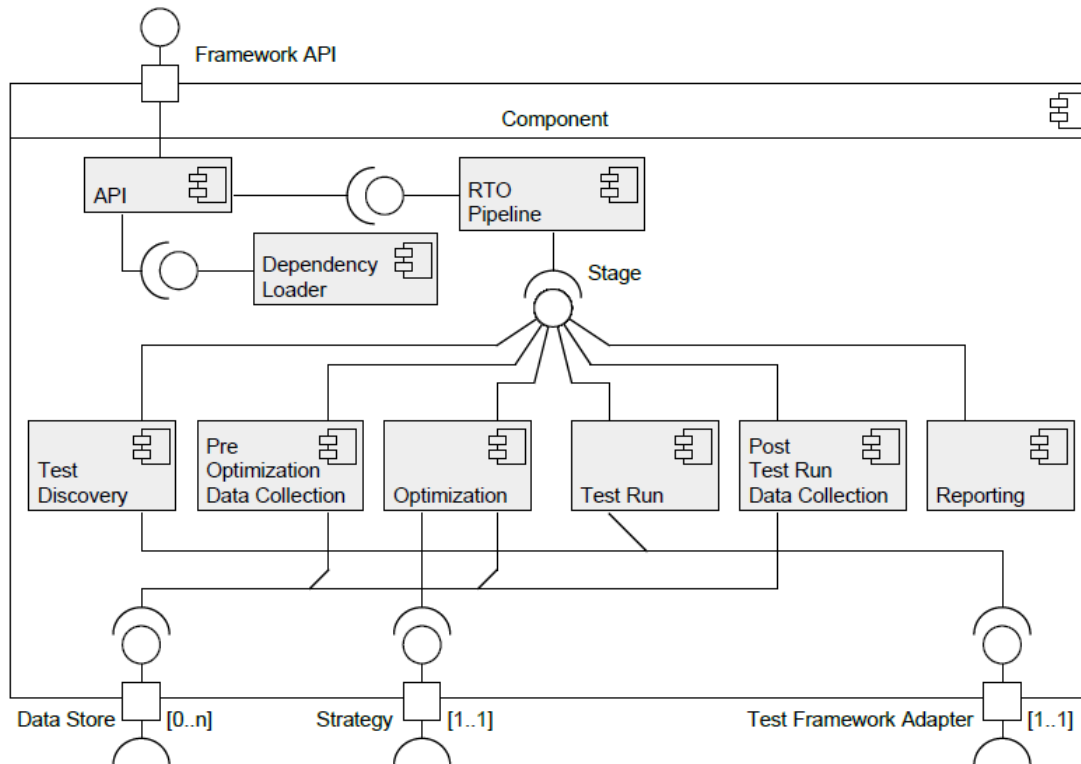 Framework API
Component
API
RTO
Pipeline
Dependency
Loader
Stage
Test
Discovery
Pre
Optimization
Data Collection
Optimization
Test Run
Post
Test Run
Data Collection
Reporting
Data Store
[0..n]
Strategy
[1..1]
Test Framework Adapter
[1..1]